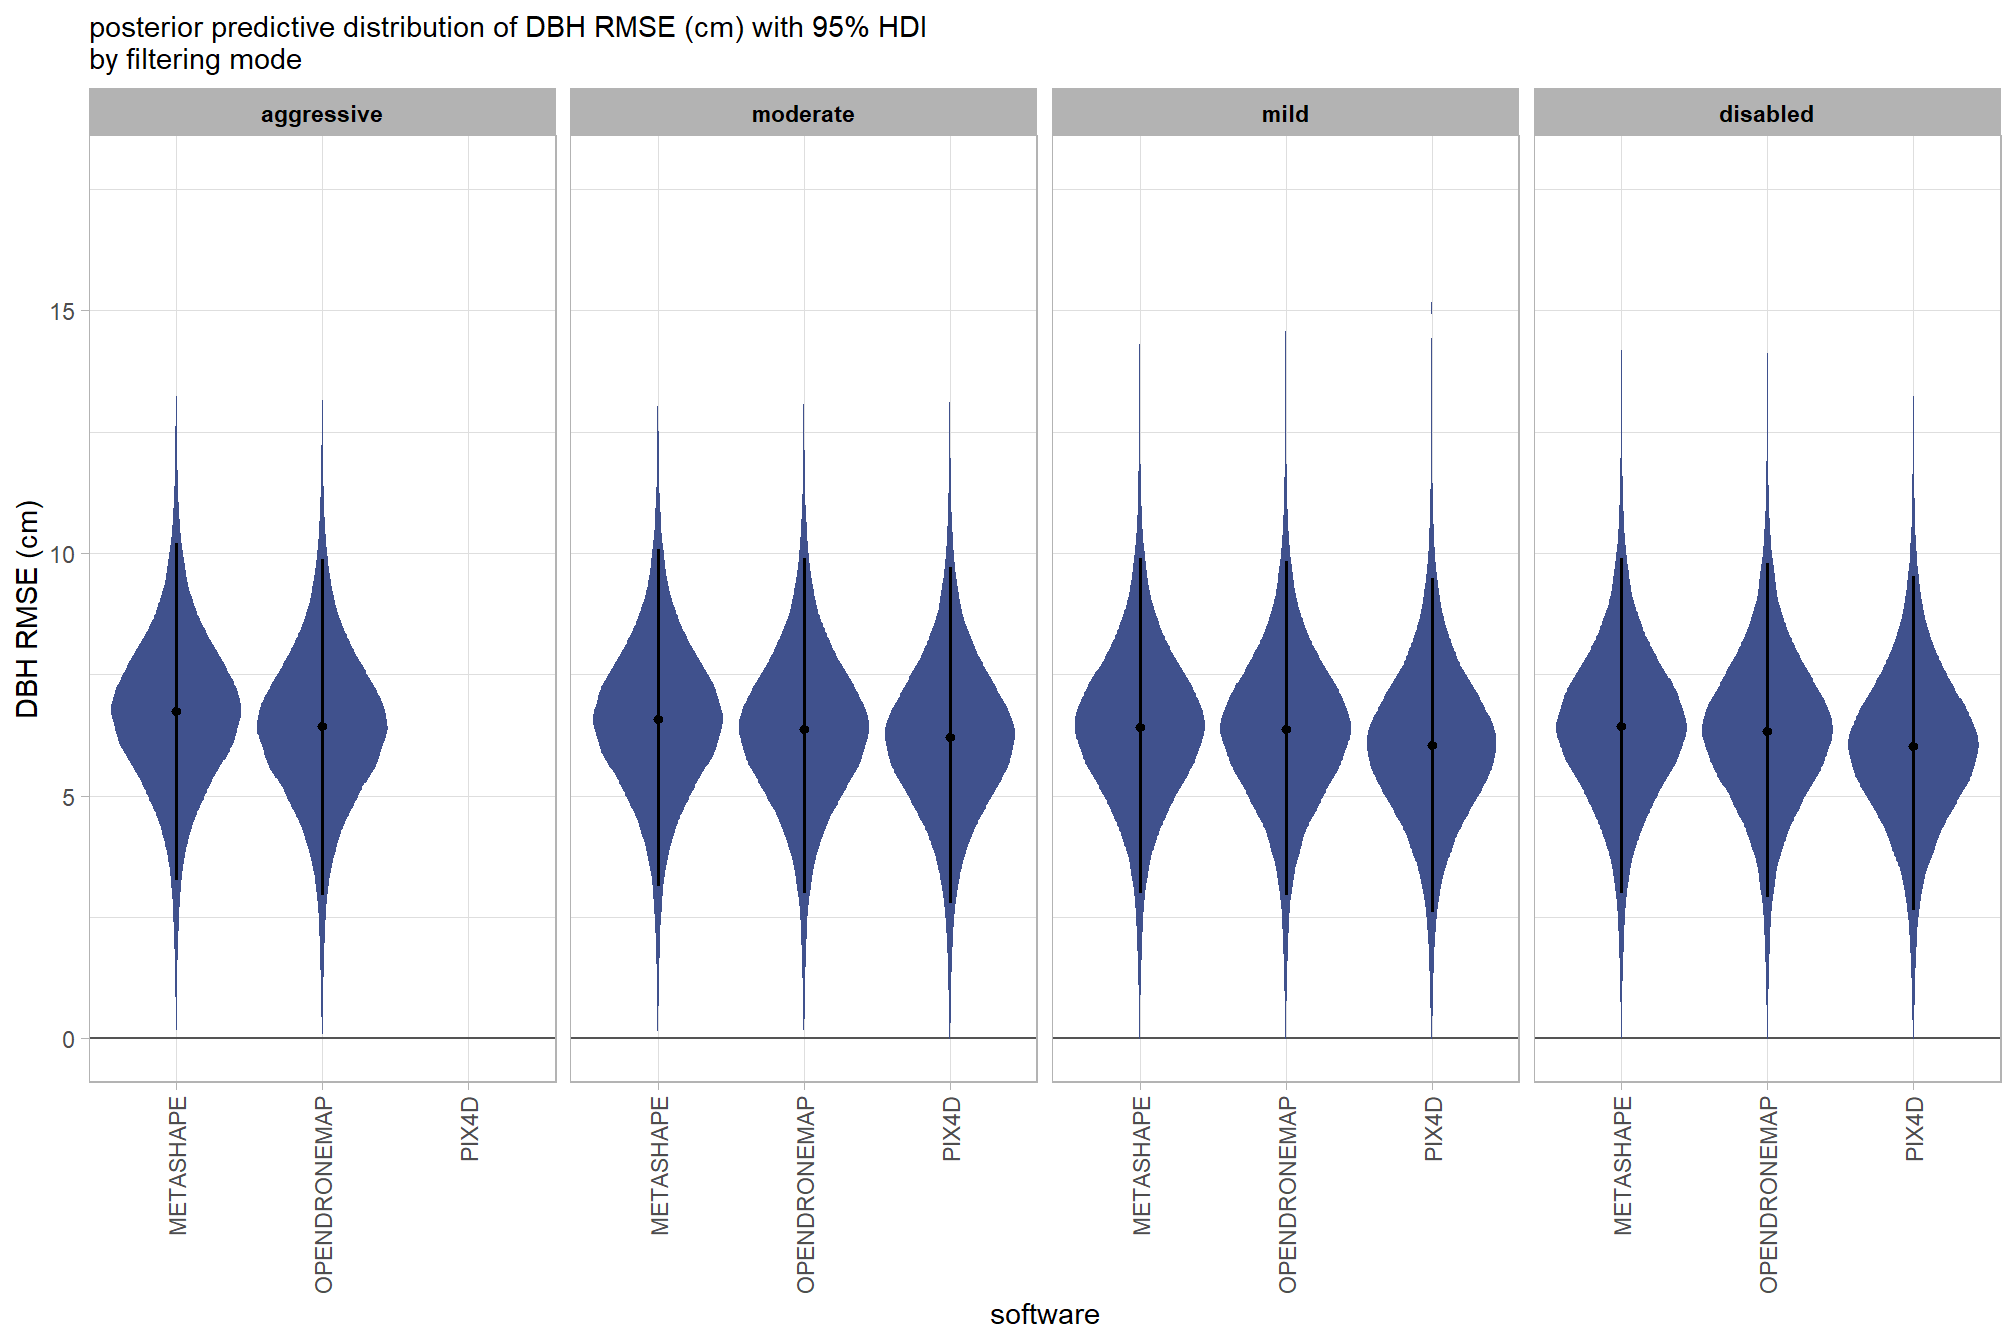 posterior predictive distribution of DBH RMSE (cm) with 95% HDI
by filtering mode
aggressive
moderate
mild
disabled
DBH RMSE (cm)
15
10
5
0
METASHAPE
OPENDRONEMAP
PIX4D
METASHAPE
OPENDRONEMAP
PIX4D
METASHAPE
OPENDRONEMAP
PIX4D
METASHAPE
OPENDRONEMAP
PIX4D
software